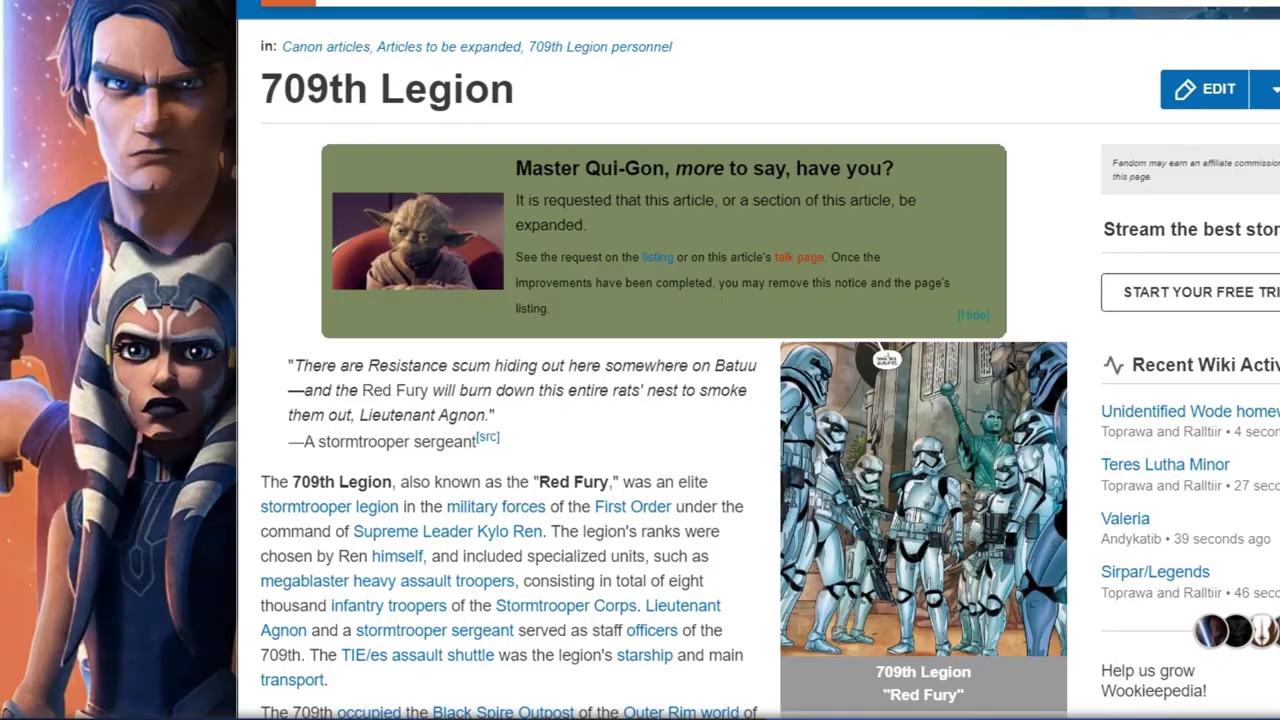 in: Canon articles, Articles to be expanded, 709th Legion personnel
709th Legion
EDIT
Master Qui-Gon, more to say, have you?
It is requested that this article, or a section of this article, be
expanded.
See the request on the listing or on this article's talk page. Once the
improvements have been completed, you may remove this notice and the page's
listing.
[Hide]
"There are Resistance scum hiding out here somewhere on Batuu
—and the Red Fury will burn down this entire rats' nest to smoke
them out, Lieutenant Agnon."
—A stormtrooper sergeant[src]
The 709th Legion, also known as the "Red Fury," was an elite
stormtrooper legion in the military forces of the First Order under the
command of Supreme Leader Kylo Ren. The legion's ranks were
chosen by Ren himself, and included specialized units, such as
megablaster heavy assault troopers, consisting in total of eight
thousand infantry troopers of the Stormtrooper Corps. Lieutenant
Agnon and a stormtrooper sergeant served as staff officers of the
709th. The TIE/es assault shuttle was the legion's starship and main
transport.
The 709th occupied the Black Spire Outpost of the Outer Rim world of
709th Legion
"Red Fury"
Fandom may earn an affiliate commission
this page.
Stream the best stor
START YOUR FREE TRI
Recent Wiki Activ
Unidentified Wode homew
Toprawa and Ralltiir • 4 secon
Teres Lutha Minor
Toprawa and Ralltiir • 27 seco
Valeria
Andykatib • 39 seconds ago
Sirpar/Legends
Toprawa and Ralltiir • 46 seco
Help us grow
Wookieepedia!